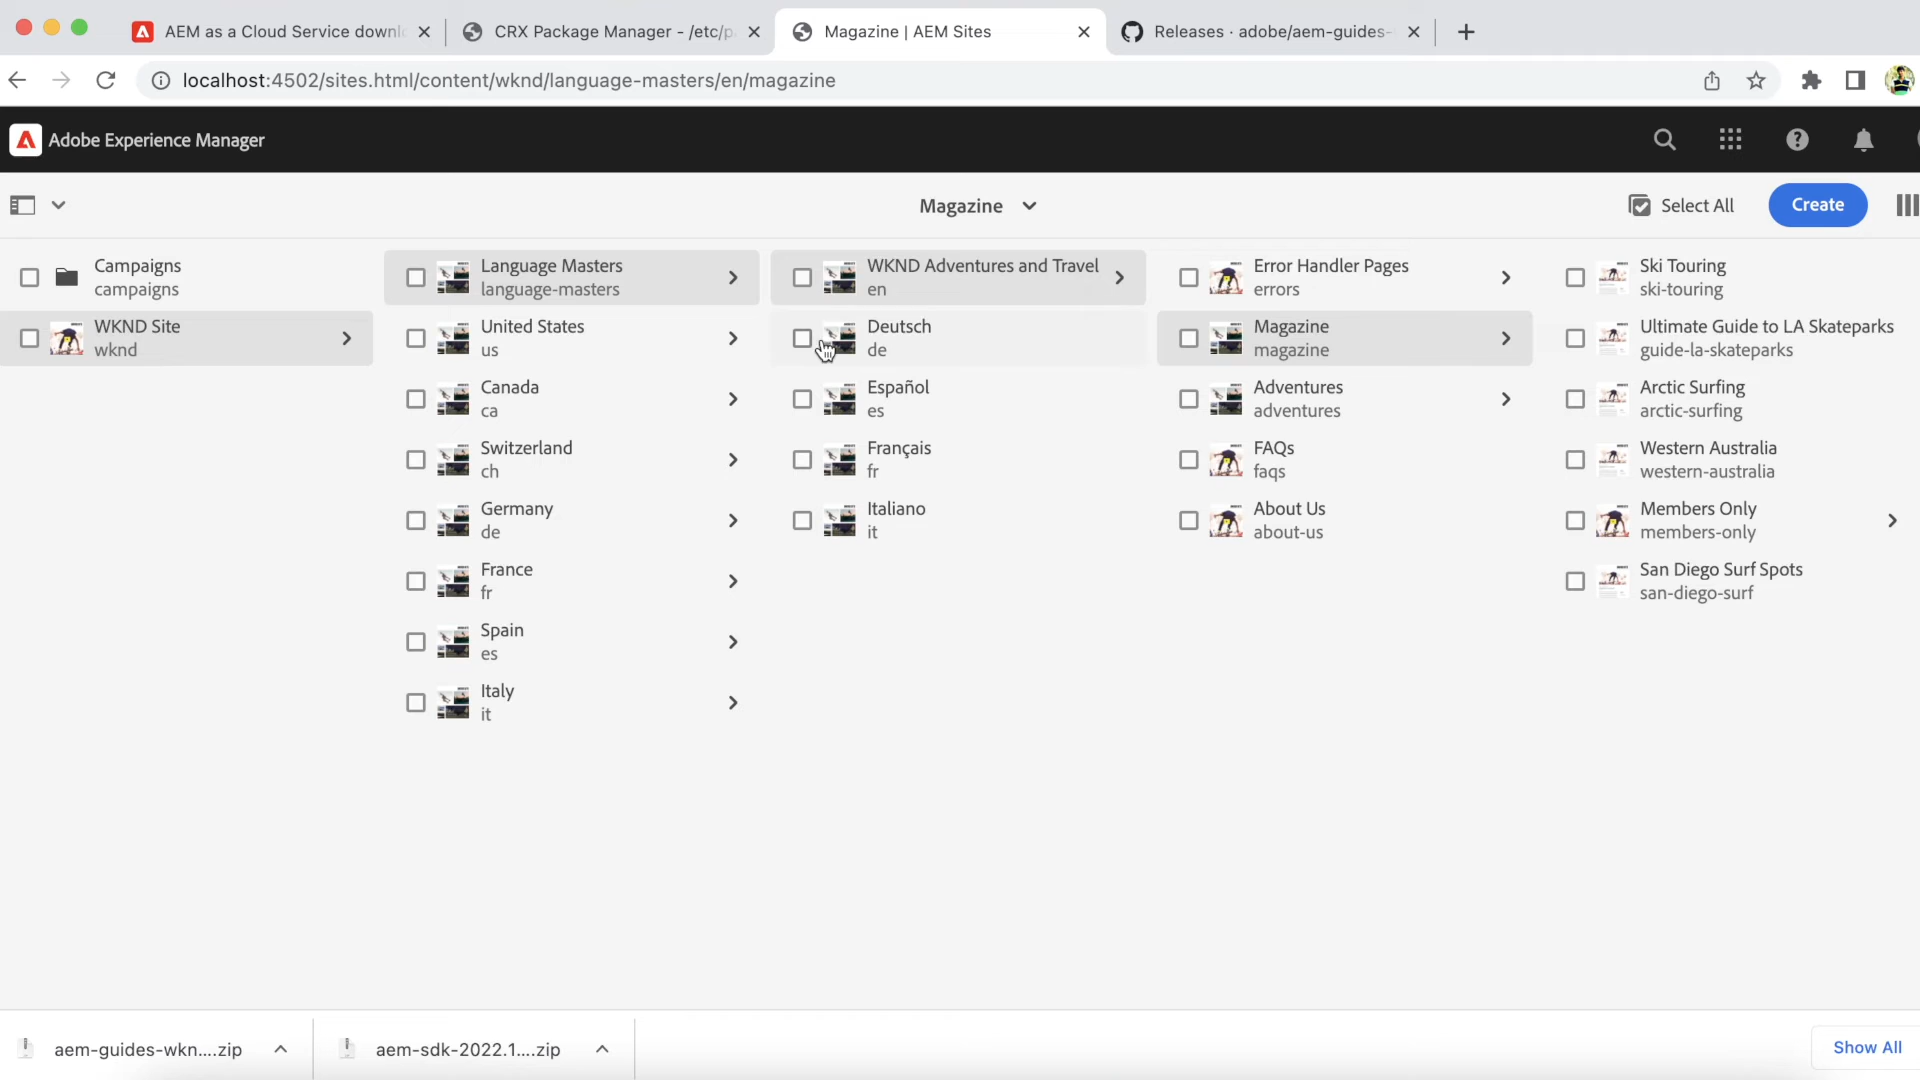 AEM as a Cloud Service downl
CRX Package Manager - /etc/p
Magazine | AEM Sites
Releases · adobe/aem-guides-
localhost:4502/sites.html/content/wknd/language-masters/en/magazine
Adobe Experience Manager
Magazine
Select All
Create
Campaigns
campaigns
WKND Site
wknd
Language Masters
language-masters
United States
us
Canada
ca
Switzerland
ch
Germany
de
France
fr
Spain
es
Italy
it
WKND Adventures and Travel
en
Deutsch
de
Español
es
Français
fr
Italiano
it
Error Handler Pages
errors
Magazine
magazine
Adventures
adventures
FAQs
faqs
About Us
about-us
Ski Touring
ski-touring
Ultimate Guide to LA Skateparks
guide-la-skateparks
Arctic Surfing
arctic-surfing
Western Australia
western-australia
Members Only
members-only
San Diego Surf Spots
san-diego-surf
aem-guides-wkn....zip
aem-sdk-2022.1....zip
Show All